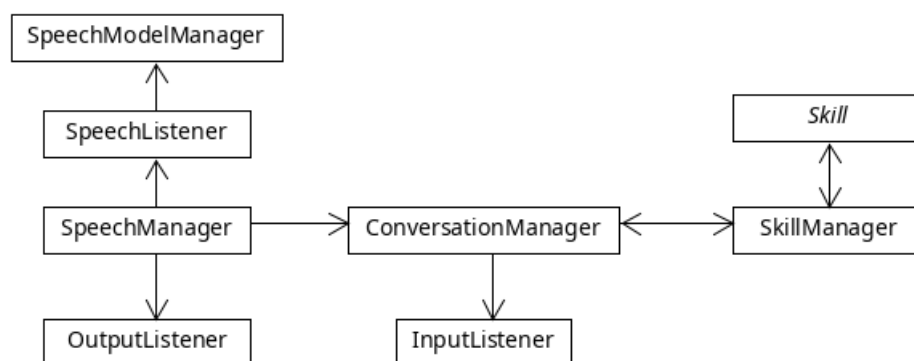 SpeechModelManager
SpeechListener
Skill
SpeechManager
ConversationManager
SkillManager
OutputListener
InputListener